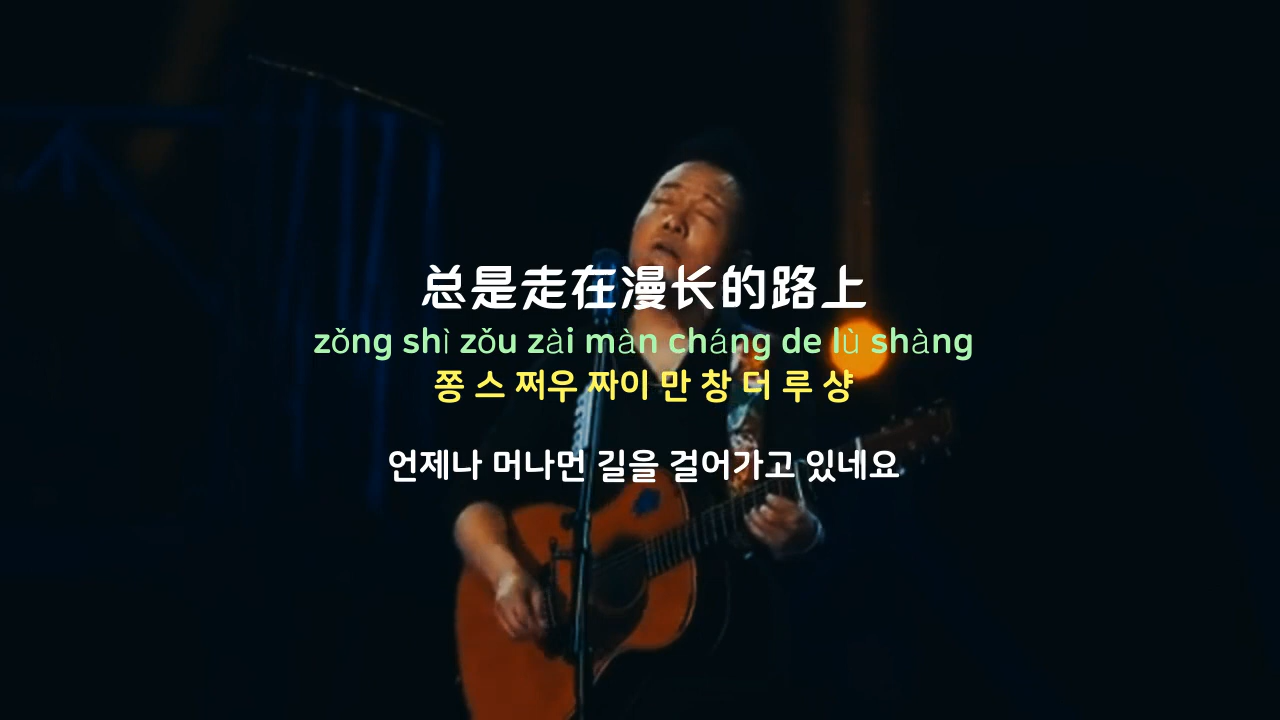 总是走在漫长的路上
zǒng shì zǒu zài màn cháng de lù shàng
쫑 스 쩌우 짜이 만 창 더 루 샹
언제나 머나먼 길을 걸어가고 있네요